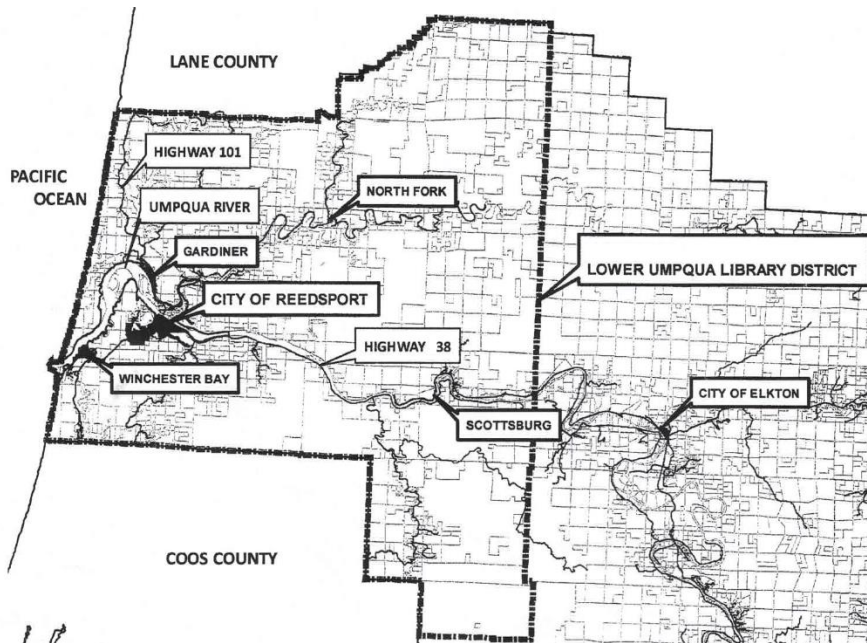 LANE COUNTY
HIGHWAY 101
PACIFIC
OCEAN
NORTH FORK
UMPQUA RIVER
GARDINER
LOWER UMPQUA LIBRARY DISTRICT
CITY OF REEDSPORT
HIGHWAY 38
WINCHESTER BAY
CITY OF ELKTON
SCOTTSBURG
COOS COUNTY